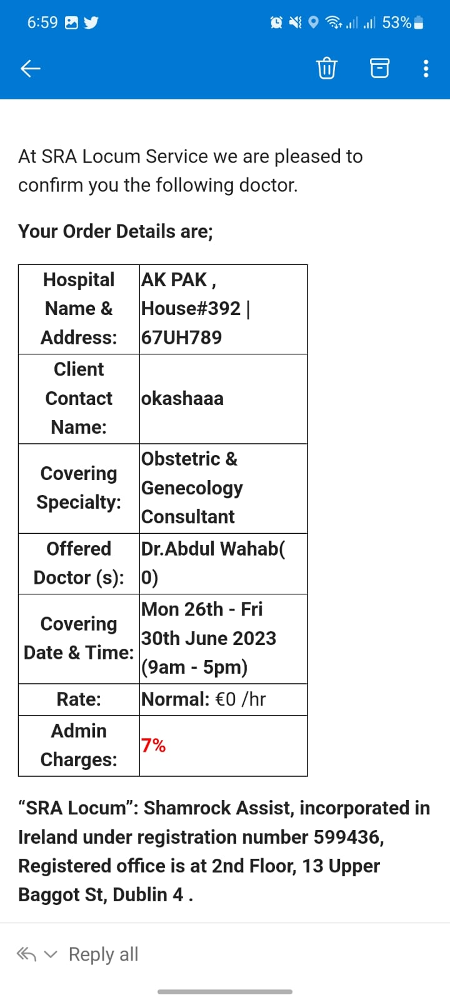 6:59 53%
At SRA Locum Service we are pleased to
confirm you the following doctor.
Your Order Details are;
Hospital Name & Address: AK PAK ,
House#392 |
67UH789
Client Contact Name: okashaaa
Covering Specialty: Obstetric &
Genecology
Consultant
Offered Doctor (s): Dr.Abdul Wahab(
0)
Covering Date & Time: Mon 26th - Fri
30th June 2023
(9am - 5pm)
Rate: Normal: €0 /hr
Admin Charges: 7%
“SRA Locum”: Shamrock Assist, incorporated in
Ireland under registration number 599436,
Registered office is at 2nd Floor, 13 Upper
Baggot St, Dublin 4 .
Reply all